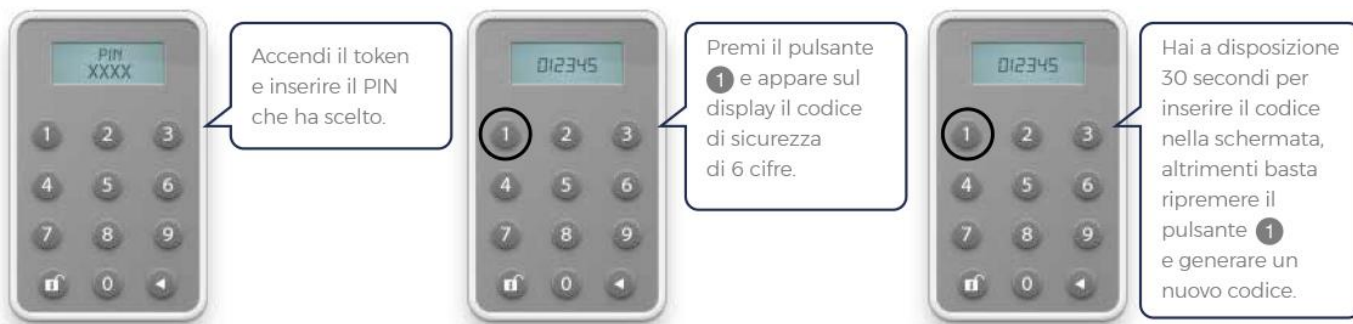 PIN
XXXX
1 2 3
4 5 6
7 8 9
0
Accendi il token
e inserire il PIN
che ha scelto.
012345
1 2 3
4 5 6
7 8 9
0
Premi il pulsante
1 e appare sul
display il codice
di sicurezza
di 6 cifre.
012345
1 2 3
4 5 6
7 8 9
0
Hai a disposizione
30 secondi per
inserire il codice
nella schermata,
altrimenti basta
ripremere il
pulsante 1
e generare un
nuovo codice.